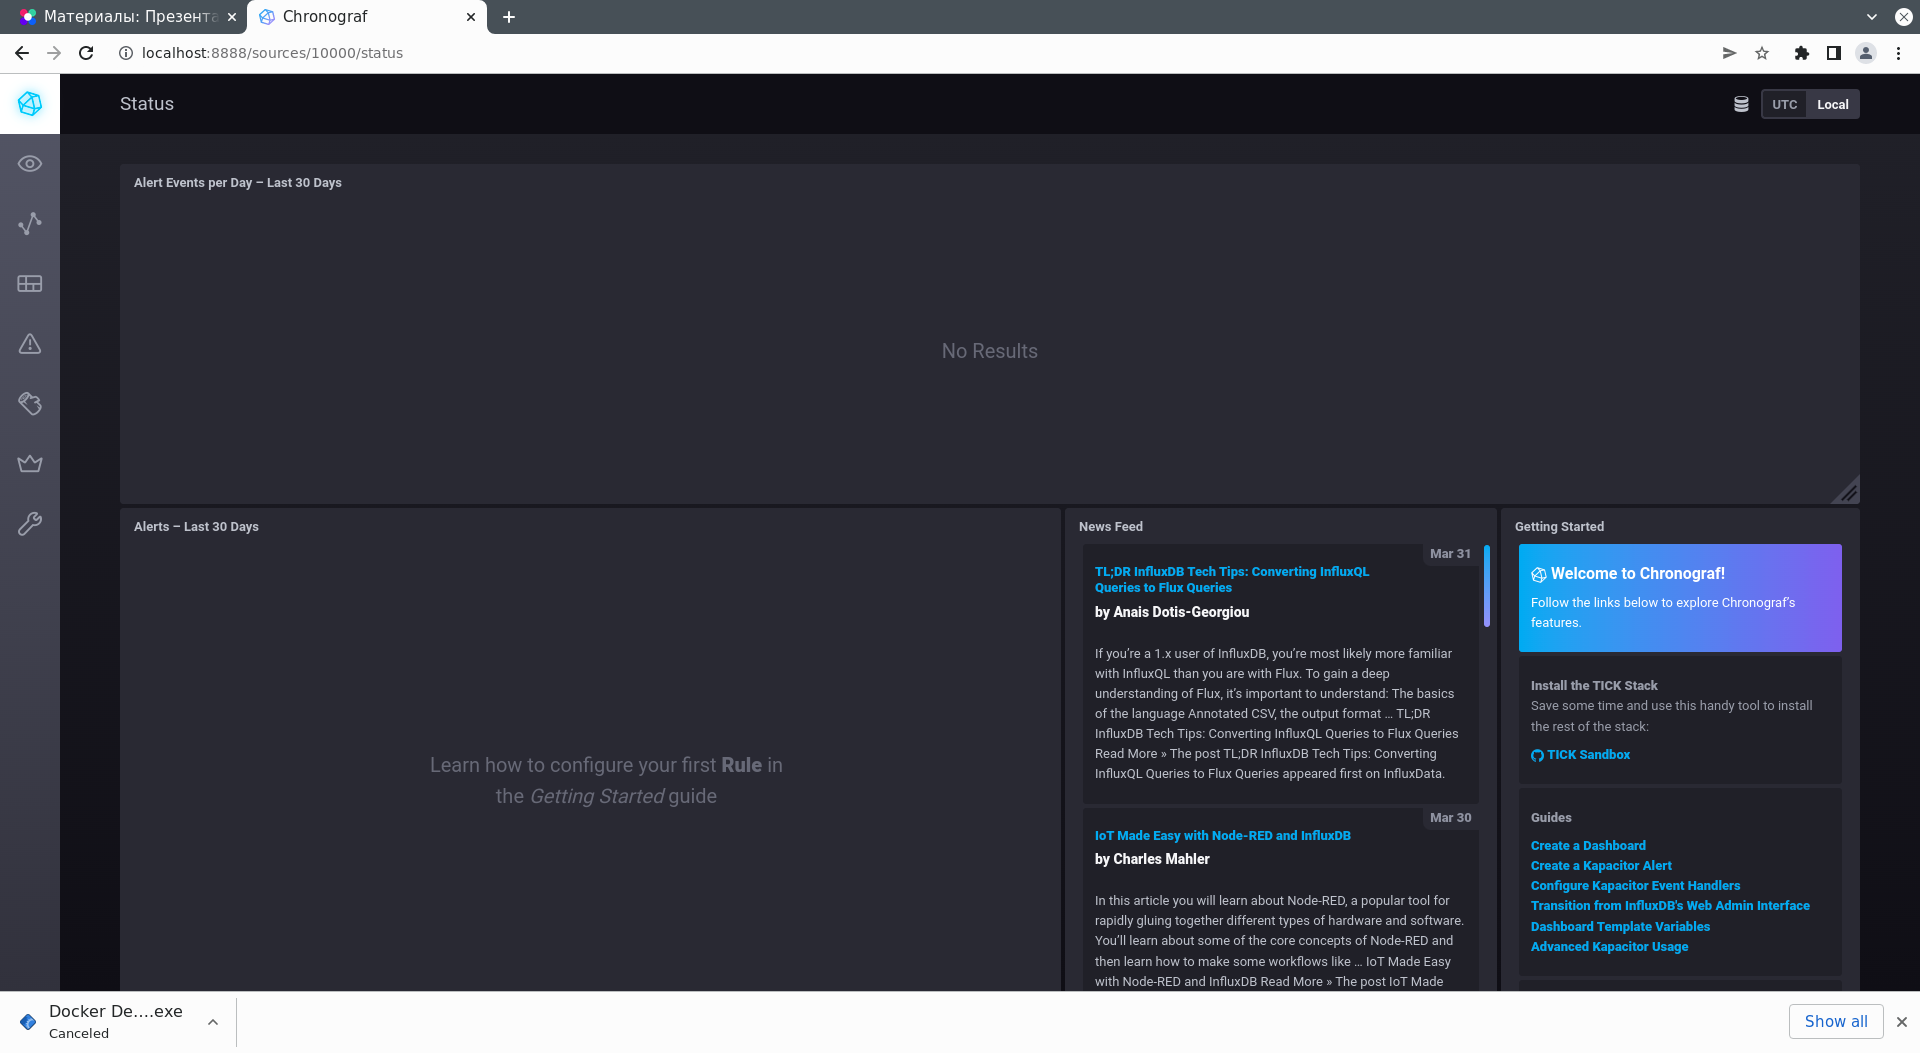 Материалы: Презента
Chronograf
localhost:8888/sources/10000/status
Status
UTC
Local
Alert Events per Day – Last 30 Days
No Results
Alerts – Last 30 Days
Learn how to configure your first Rule in
the Getting Started guide
News Feed
Mar 31
TL;DR InfluxDB Tech Tips: Converting InfluxQL
Queries to Flux Queries
by Anais Dotis-Georgiou
If you’re a 1.x user of InfluxDB, you’re most likely more familiar
with InfluxQL than you are with Flux. To gain a deep
understanding of Flux, it’s important to understand: The basics
of the language Annotated CSV, the output format … TL;DR
InfluxDB Tech Tips: Converting InfluxQL Queries to Flux Queries
Read More » The post TL;DR InfluxDB Tech Tips: Converting
InfluxQL Queries to Flux Queries appeared first on InfluxData.
Mar 30
IoT Made Easy with Node-RED and InfluxDB
by Charles Mahler
In this article you will learn about Node-RED, a popular tool for
rapidly gluing together different types of hardware and software.
You’ll learn about some of the core concepts of Node-RED and
then learn how to make some workflows like … IoT Made Easy
with Node-RED and InfluxDB Read More » The post IoT Made
Getting Started
Welcome to Chronograf!
Follow the links below to explore Chronograf’s
features.
Install the TICK Stack
Save some time and use this handy tool to install
the rest of the stack:
TICK Sandbox
Guides
Create a Dashboard
Create a Kapacitor Alert
Configure Kapacitor Event Handlers
Transition from InfluxDB's Web Admin Interface
Dashboard Template Variables
Advanced Kapacitor Usage
Docker De....exe
Canceled
Show all